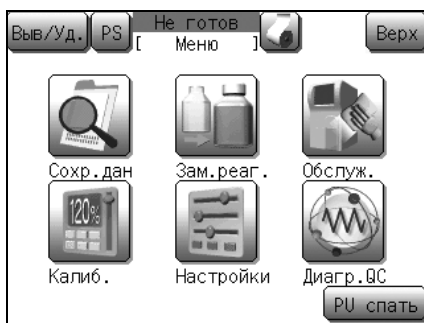 Выв/Уд. PS Не готов Верх
[ Меню ]
Сохр.дан Зам.реаг. Обслуж.
120%
Калиб. Настройки Диагр.QC
PU спать